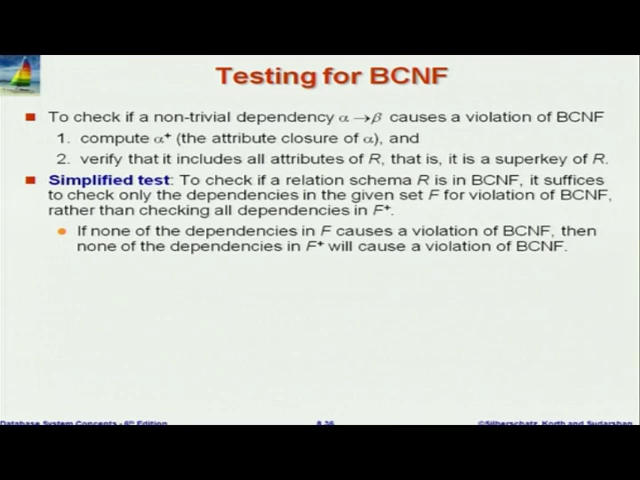 Testing for BCNF
To check if a non-trivial dependency α →β causes a violation of BCNF
1. compute α+ (the attribute closure of α), and
2. verify that it includes all attributes of R, that is, it is a superkey of R.
Simplified test: To check if a relation schema R is in BCNF, it suffices
to check only the dependencies in the given set F for violation of BCNF,
rather than checking all dependencies in F+.
If none of the dependencies in F causes a violation of BCNF, then
none of the dependencies in F+ will cause a violation of BCNF.
Database System Concepts - 6th Edition 8.36 ©Silberschatz, Korth and Sudarshan